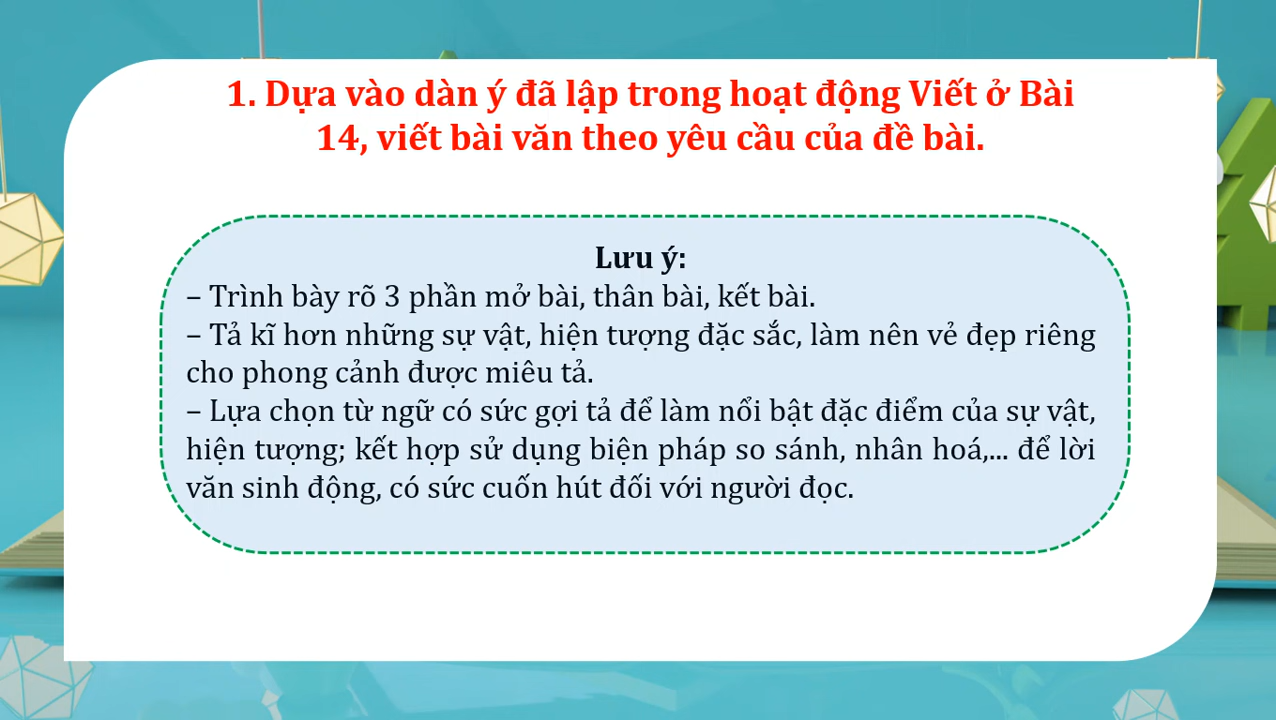 1. Dựa vào dàn ý đã lập trong hoạt động Viết ở Bài
14, viết bài văn theo yêu cầu của đề bài.
Lưu ý:
– Trình bày rõ 3 phần mở bài, thân bài, kết bài.
– Tả kĩ hơn những sự vật, hiện tượng đặc sắc, làm nên vẻ đẹp riêng
cho phong cảnh được miêu tả.
– Lựa chọn từ ngữ có sức gợi tả để làm nổi bật đặc điểm của sự vật,
hiện tượng; kết hợp sử dụng biện pháp so sánh, nhân hoá,... để lời
văn sinh động, có sức cuốn hút đối với người đọc.